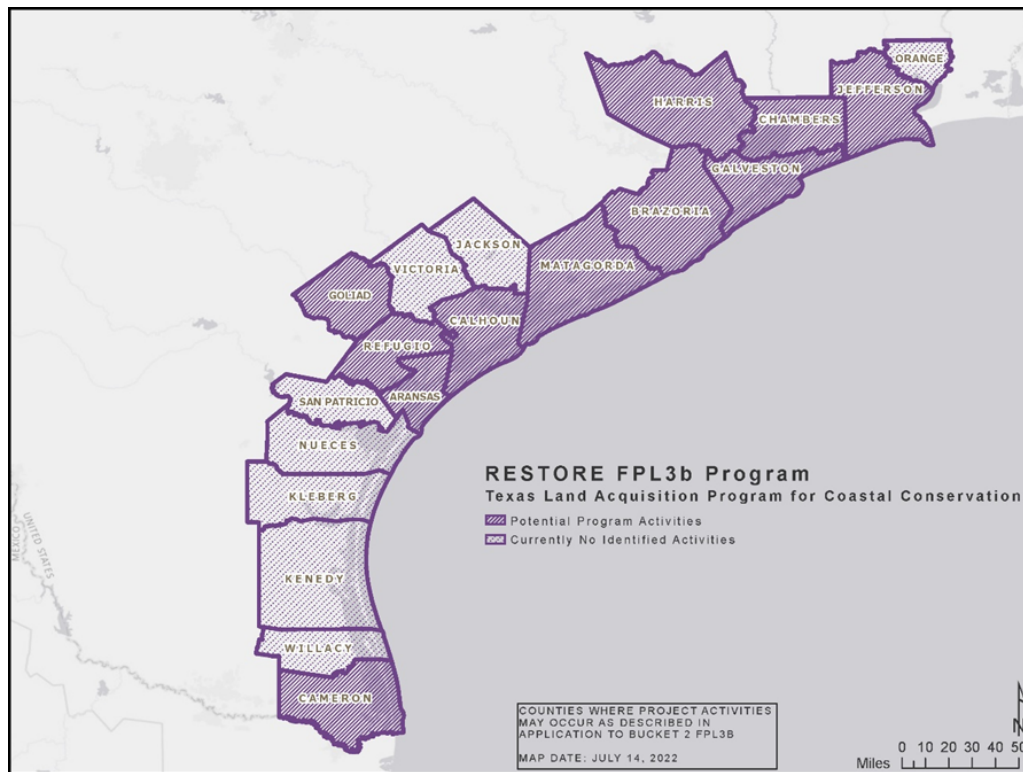 ORANGE
JEFFERSON
HARRIS
CHAMBERS
GALVESTON
BRAZORIA
JACKSON
VICTORIA
MATAGORDA
GOLIAD
CALHOUN
REFUGIO
ARANSAS
SAN PATRICIO
NUECES
RESTORE FPL3b Program
Texas Land Acquisition Program for Coastal Conservation
Potential Program Activities
Currently No Identified Activities
KLEBERG
MEXICO
UNITED STATES
KENEDY
WILLACY
CAMERON
COUNTIES WHERE PROJECT ACTIVITIES
MAY OCCUR AS DESCRIBED IN
APPLICATION TO BUCKET 2 FPL3B
MAP DATE: JULY 14, 2022
N
Miles 0 10 20 30 40 50